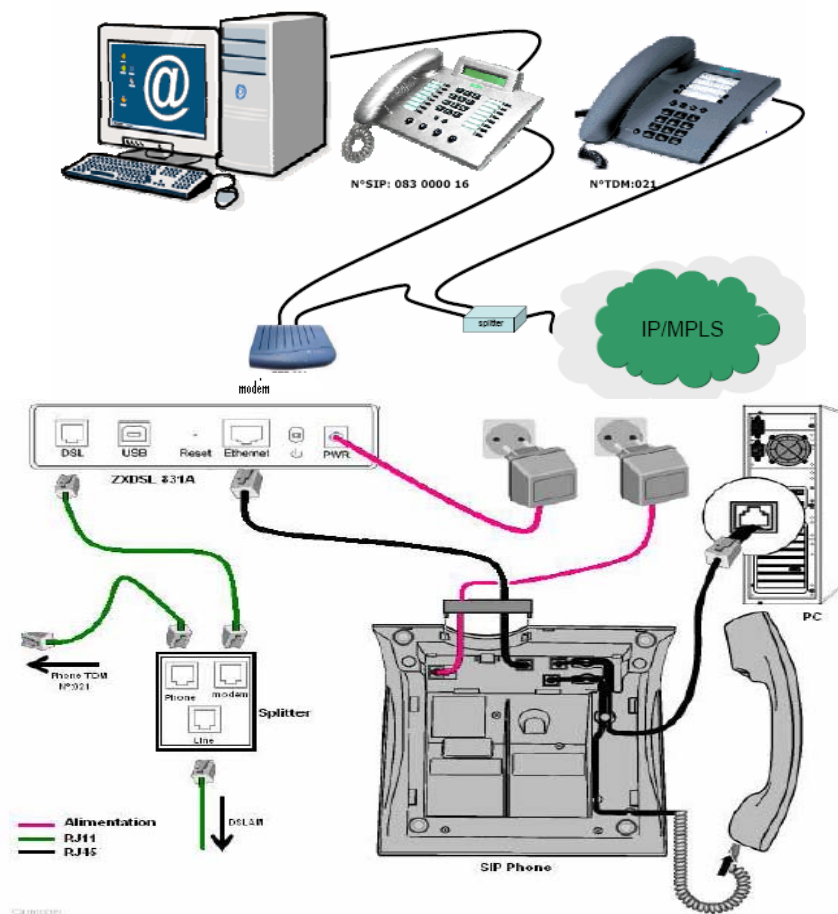 @
N°SIP: 083 0000 16
N°TDM:021
splitter
IP/MPLS
modem
DSL USB Reset Ethernet PWR
ZXDSL 831A
PC
Phone TDM
N°:021
Phone modem
Line
Splitter
DSLAM
Alimentation
RJ11
RJ45
SIP Phone